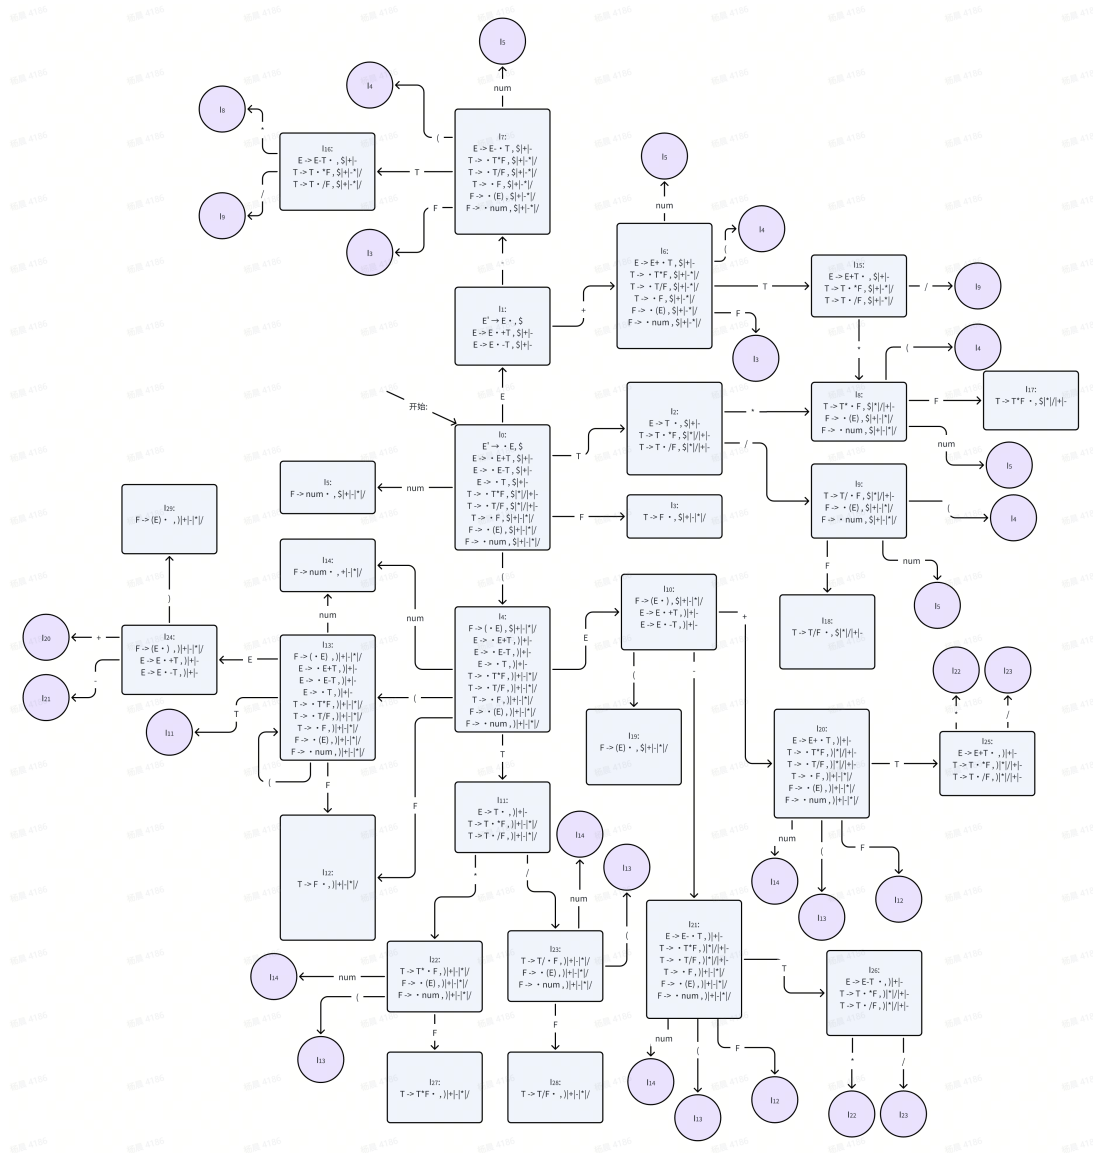 I₅
num
I₄
(
I₈
*
I₇:
E -> E-・T , $|+|-
T -> ・T*F , $|+|-*|/
T -> ・T/F , $|+|-*|/
T -> ・F , $|+|-*|/
F -> ・(E) , $|+|-*|/
F -> ・num , $|+|-*|/
I₁₆:
E -> E-T・ , $|+|-
T -> T・*F , $|+|-*|/
T -> T・/F , $|+|-*|/
T
/
I₉
F
I₃
-
I₅
num
I₄
(
I₆:
E -> E+・T , $|+|-
T -> ・T*F , $|+|-*|/
T -> ・T/F , $|+|-*|/
T -> ・F , $|+|-*|/
F -> ・(E) , $|+|-*|/
F -> ・num , $|+|-*|/
T
I₁₅:
E -> E+T・ , $|+|-
T -> T・*F , $|+|-*|/
T -> T・/F , $|+|-*|/
/
I₉
I₁:
E' → E・, $
E -> E・+T, $|+|-
E -> E・-T, $|+|-
+
F
I₃
*
(
I₄
E
开始:
I₂:
E -> T・ , $|+|-
T -> T・*F , $|*|/|+|-
T -> T・/F , $|*|/|+|-
*
/
I₈:
T -> T*・F , $|*|/|+|-
F -> ・(E) , $|*|/|+|-
F -> ・num , $|*|/|+|-
F
I₁₇:
T -> T*F・ , $|*|/|+|-
num
I₅
I₀:
E' → ・E, $
E -> ・E+T , $|+|-
E -> ・E-T , $|+|-
E -> ・T , $|+|-
T -> ・T*F , $|*|/|+|-
T -> ・T/F , $|*|/|+|-
T -> ・F , $|+|-*|/
F -> ・(E) , $|+|-*|/
F -> ・num , $|+|-*|/
T
I₅:
F -> num・ , $|+|-*|/
num
F
I₃:
T -> F・ , $|+|-*|/
I₉:
T -> T/・F , $|*|/|+|-
F -> ・(E) , $|*|/|+|-
F -> ・num , $|*|/|+|-
(
I₄
F
num
I₅
I₁₈:
T -> T/F・ , $|*|/|+|-
I₂₉:
F -> (E)・ , )|+|-|*|/
)
I₁₄:
F -> num・ , +|-|*|/
num
num
(
I₁₀:
F -> (E・) , $|+|-*|/
E -> E・+T , )|+|-
E -> E・-T , )|+|-
+
E
-
(
I₁₉:
F -> (E)・ , $|+|-*|/
I₄:
F -> (・E) , $|+|-*|/
E -> ・E+T , )|+|-
E -> ・E-T , )|+|-
E -> ・T , )|+|-
T -> ・T*F , )|+|-*|/
T -> ・T/F , )|+|-*|/
T -> ・F , )|+|-*|/
F -> ・(E) , )|+|-*|/
F -> ・num , )|+|-*|/
(
I₁₃:
F -> (・E) , )|+|-|*|/
E -> ・E+T , )|+|-
E -> ・E-T , )|+|-
E -> ・T , )|+|-
T -> ・T*F , )|+|-*|/
T -> ・T/F , )|+|-*|/
T -> ・F , )|+|-*|/
F -> ・(E) , )|+|-*|/
F -> ・num , )|+|-*|/
E
I₂₄:
F -> (E・) , )|+|-*|/
E -> E・+T , )|+|-
E -> E・-T , )|+|-
+
I₂₀
-
I₂₁
T
I₁₁
(
F
F
T
I₂₂
I₂₃
*
/
I₂₀:
E -> E+・T , )|+|-
T -> ・T*F , )|*|/|+|-
T -> ・T/F , )|*|/|+|-
T -> ・F , )|+|-*|/
F -> ・(E) , )|+|-*|/
F -> ・num , )|+|-*|/
T
I₂₅:
E -> E+T・ , )|+|-
T -> T・*F , )|*|/|+|-
T -> T・/F , )|*|/|+|-
num
(
F
I₁₄
I₁₃
I₁₂
I₁₁:
E -> T・ , )|+|-
T -> T・*F , )|+|-|*|/
T -> T・/F , )|+|-|*|/
*
/
I₁₄
I₁₃
num
(
I₁₂:
T -> F・ , )|+|-|*|/
I₂₂:
T -> T*・F , )|+|-|*|/
F -> ・(E) , )|+|-|*|/
F -> ・num , )|+|-|*|/
num
I₁₄
(
I₁₃
F
I₂₇:
T -> T*F・ , )|+|-|*|/
I₂₃:
T -> T/・F , )|+|-|*|/
F -> ・(E) , )|+|-|*|/
F -> ・num , )|+|-|*|/
F
I₂₈:
T -> T/F・ , )|+|-|*|/
I₂₁:
E -> E-・T , )|+|-
T -> ・T*F , )|*|/|+|-
T -> ・T/F , )|*|/|+|-
T -> ・F , )|+|-*|/
F -> ・(E) , )|+|-*|/
F -> ・num , )|+|-*|/
T
I₂₆:
E -> E-T・ , )|+|-
T -> T・*F , )|*|/|+|-
T -> T・/F , )|*|/|+|-
num
(
F
I₁₄
I₁₃
I₁₂
*
/
I₂₂
I₂₃